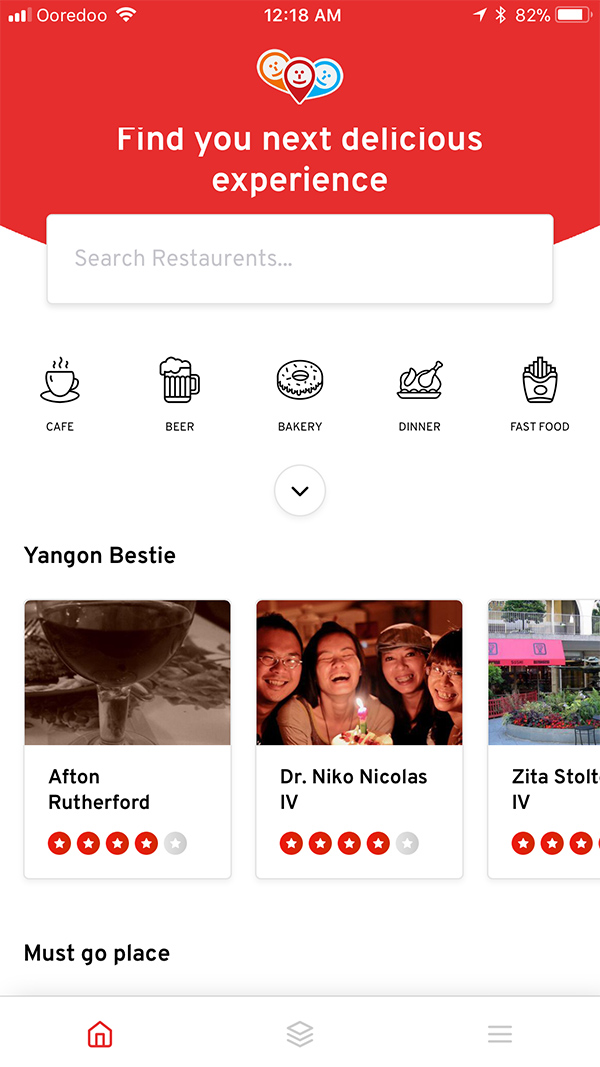 Ooredoo 12:18 AM 82%
Find you next delicious
experience
Search Restaurents...
CAFE BEER BAKERY DINNER FAST FOOD
Yangon Bestie
Afton
Rutherford
Dr. Niko Nicolas
IV
Zita Stolt
IV
Must go place